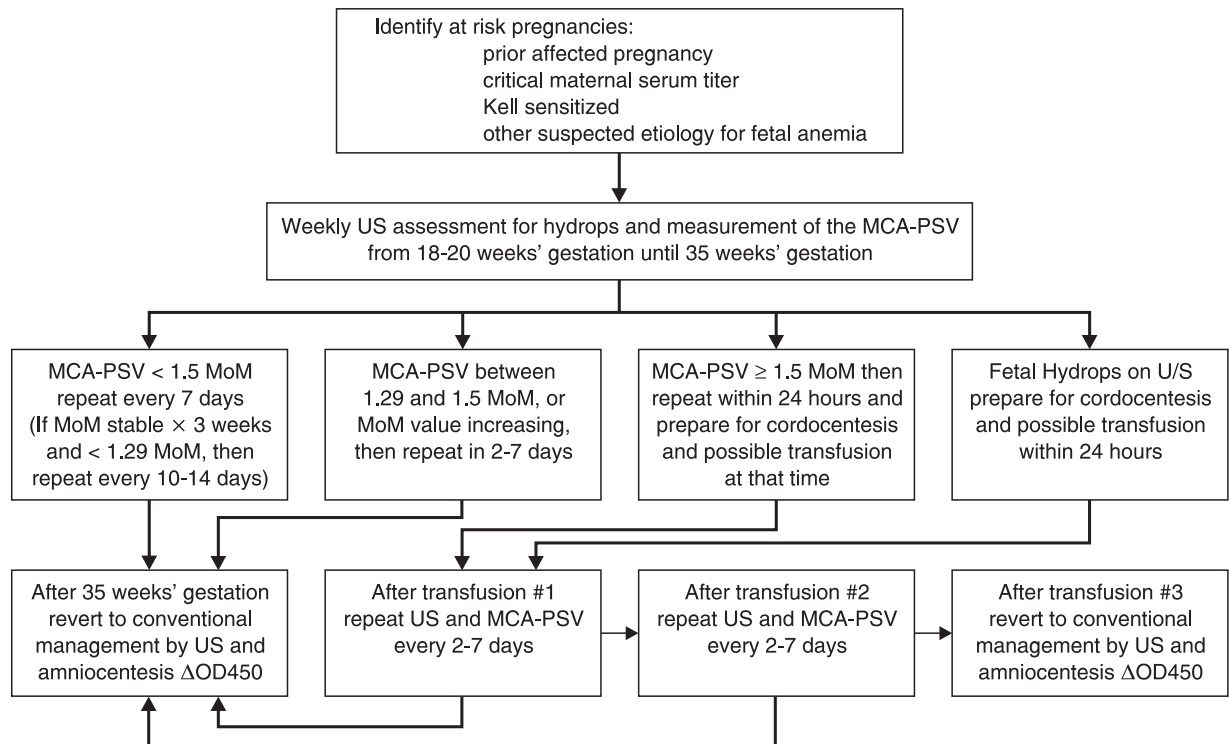 Identify at risk pregnancies:
prior affected pregnancy
critical maternal serum titer
Kell sensitized
other suspected etiology for fetal anemia
Weekly US assessment for hydrops and measurement of the MCA-PSV
from 18-20 weeks' gestation until 35 weeks' gestation
MCA-PSV < 1.5 MoM
repeat every 7 days
(If MoM stable × 3 weeks
and < 1.29 MoM, then
repeat every 10-14 days)
MCA-PSV between
1.29 and 1.5 MoM, or
MoM value increasing,
then repeat in 2-7 days
MCA-PSV ≥ 1.5 MoM then
repeat within 24 hours and
prepare for cordocentesis
and possible transfusion
at that time
Fetal Hydrops on U/S
prepare for cordocentesis
and possible transfusion
within 24 hours
After 35 weeks' gestation
revert to conventional
management by US and
amniocentesis ΔOD450
After transfusion #1
repeat US and MCA-PSV
every 2-7 days
After transfusion #2
repeat US and MCA-PSV
every 2-7 days
After transfusion #3
revert to conventional
management by US and
amniocentesis ΔOD450